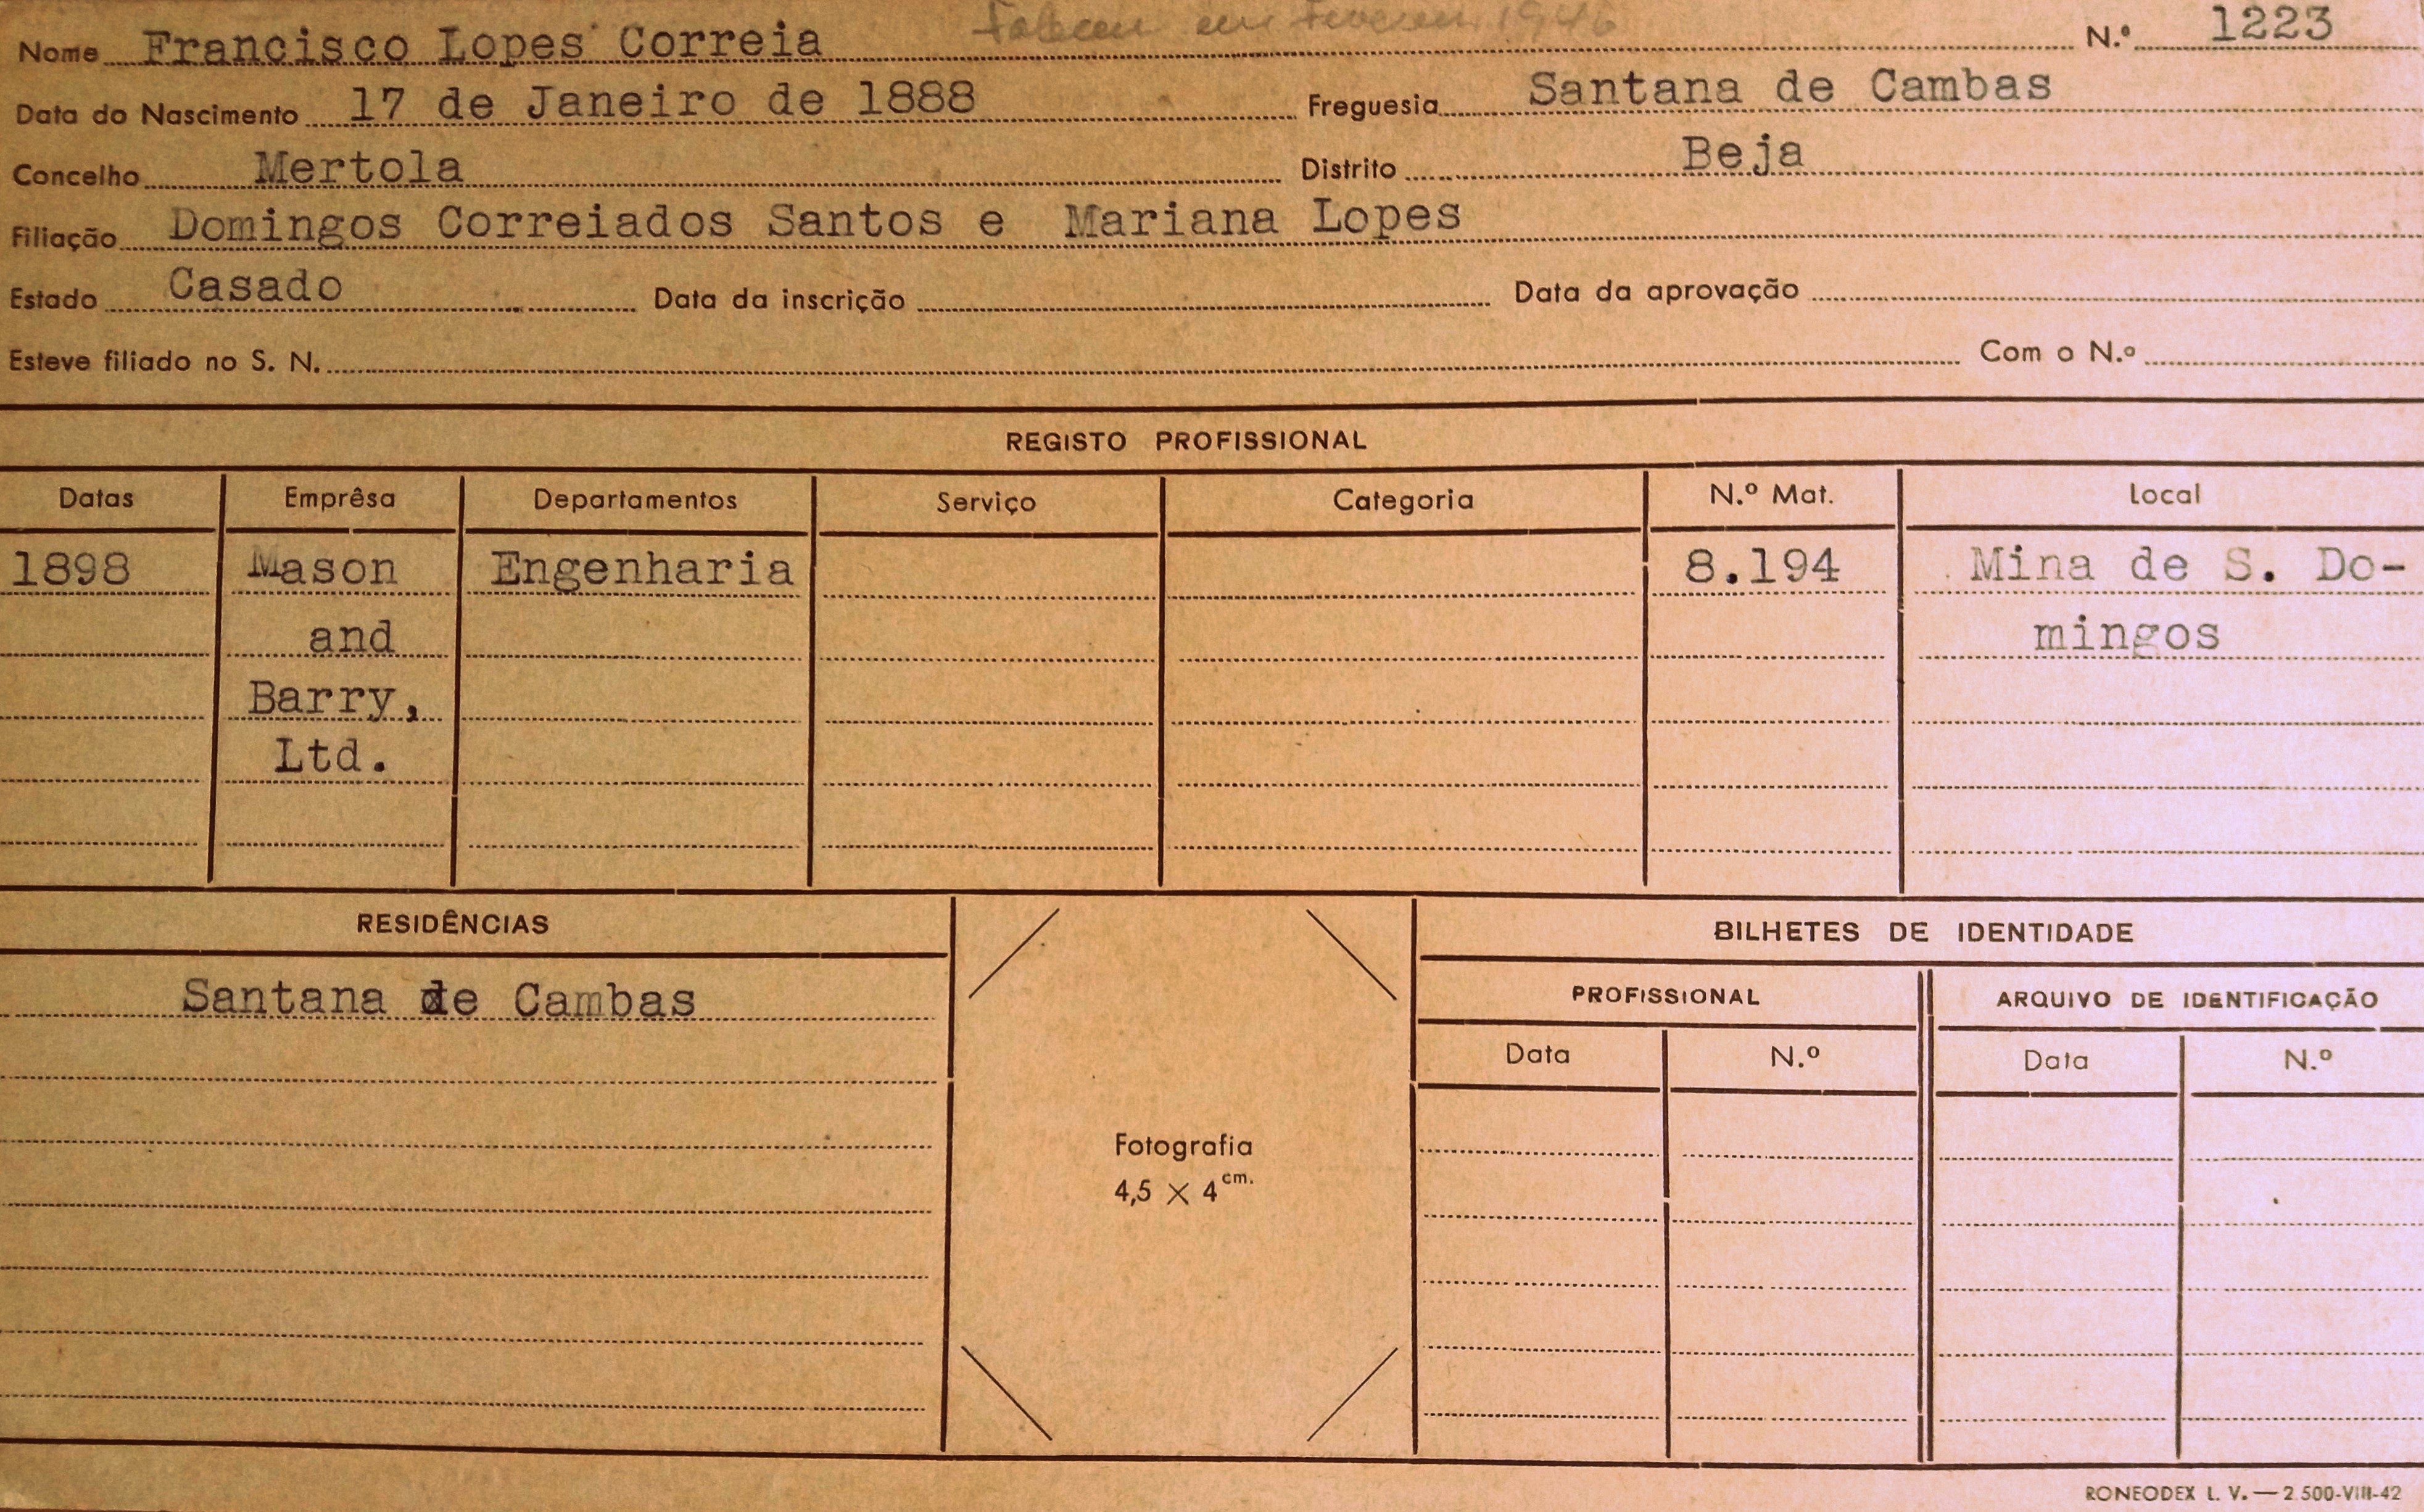 Faleceu em Fevereiro 1946
Nome Francisco Lopes Correia N.º 1223
Data do Nascimento 17 de Janeiro de 1888 Freguesia Santana de Cambas
Concelho Mertola Distrito Beja
Filiação Domingos Correiados Santos e Mariana Lopes
Estado Casado Data da inscrição Data da aprovação
Esteve filiado no S. N. Com o N.º
REGISTO PROFISSIONAL
Datas Emprêsa Departamentos Serviço Categoria N.º Mat. Local
1898 Mason Engenharia 8.194 Mina de S. Do-
and mingos
Barry,
Ltd.
RESIDÊNCIAS BILHETES DE IDENTIDADE
Santana de Cambas PROFISSIONAL ARQUIVO DE IDENTIFICAÇÃO
Data N.º Data N.º
Fotografia
4,5 × 4 cm.
RONEODEX L. V. — 2.500-VIII-42